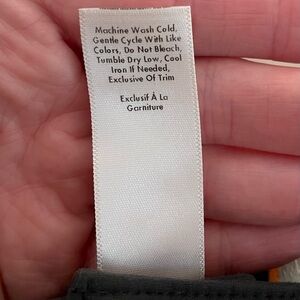 Machine Wash Cold,
Gentle Cycle With Like
Colors, Do Not Bleach,
Tumble Dry Low, Cool
Iron If Needed,
Exclusive Of Trim
Exclusif À La
Garniture